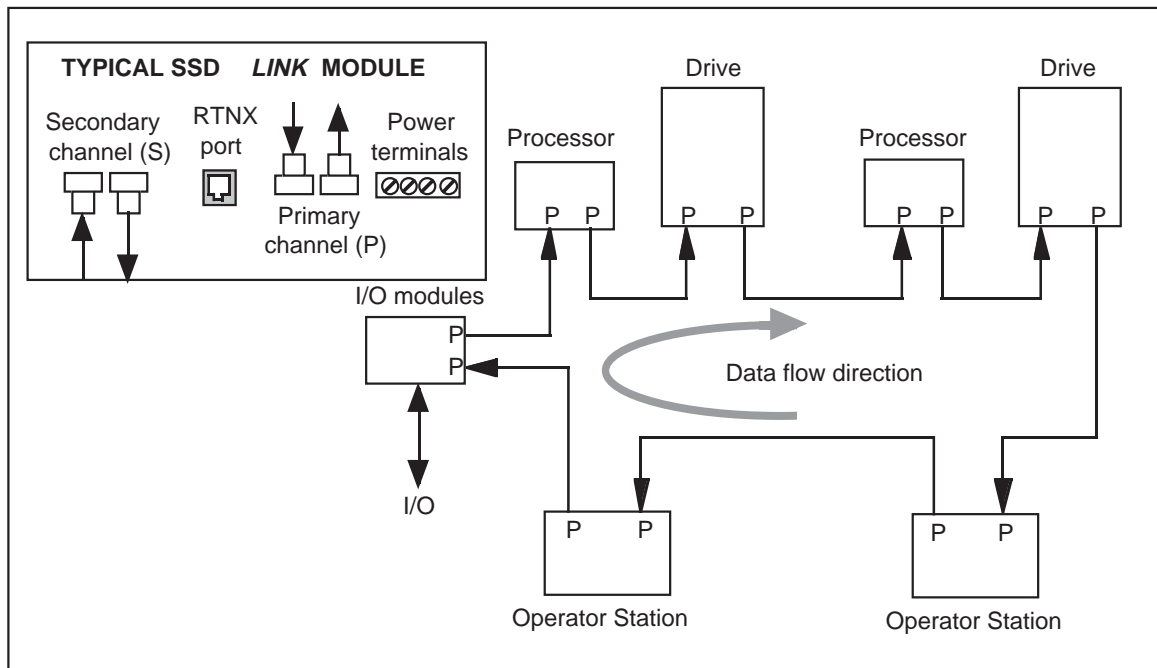 TYPICAL SSD LINK MODULE
Secondary
channel (S)
RTNX
port
Power
terminals
Primary
channel (P)
Processor
P P
Drive
P P
Processor
P P
Drive
P P
I/O modules
P
P
I/O
Data flow direction
P P
Operator Station
P P
Operator Station